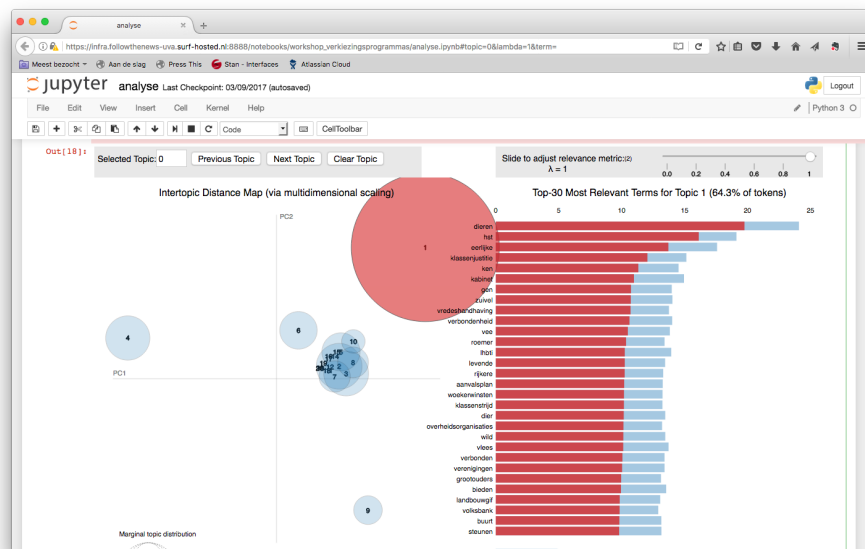 analyse
https://infra.followthenews-uva.surf-hosted.nl:8888/notebooks/workshop_verkiezingsprogrammas/analyse.ipynb#topic=0&lambda=1&term=
Meest bezocht Aan de slag Press This Stan - Interfaces Atlassian Cloud
jupyter analyse Last Checkpoint: 03/09/2017 (autosaved) Logout
File Edit View Insert Cell Kernel Help Python 3
Code CellToolbar
Out[18]:
Selected Topic: 0 Previous Topic Next Topic Clear Topic
Slide to adjust relevance metric:(2)
λ = 1
0.0 0.2 0.4 0.6 0.8 1
Intertopic Distance Map (via multidimensional scaling)
PC2
PC1
1
4
6
10
8
2
3
7
9
Marginal topic distribution
Top-30 Most Relevant Terms for Topic 1 (64.3% of tokens)
0 5 10 15 20 25
dieren
hst
eerlijke
klassenjustitie
ken
kabinet
gen
zuivel
vredeshandhaving
verbondenheid
vee
roemer
lhbti
levende
rijkere
aanvalsplan
woekerwinsten
klassenstrijd
dier
overheidsorganisaties
wild
vlees
verbonden
verenigingen
grootouders
bieden
landbouwgif
volksbank
buurt
steunen